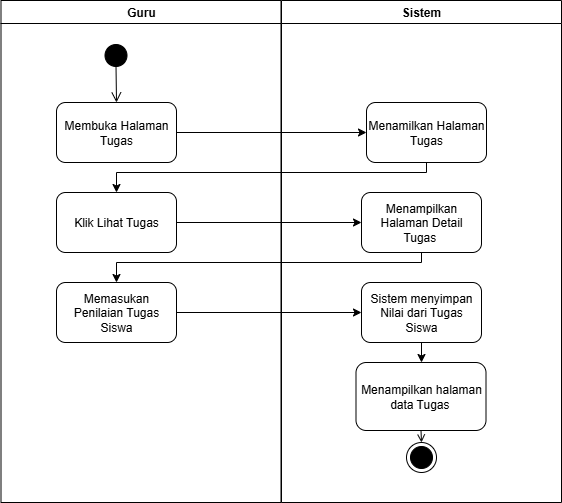 Guru
Sistem
Membuka Halaman
Tugas
Menamilkan Halaman
Tugas
Klik Lihat Tugas
Menampilkan
Halaman Detail
Tugas
Memasukan
Penilaian Tugas
Siswa
Sistem menyimpan
Nilai dari Tugas
Siswa
Menampilkan halaman
data Tugas